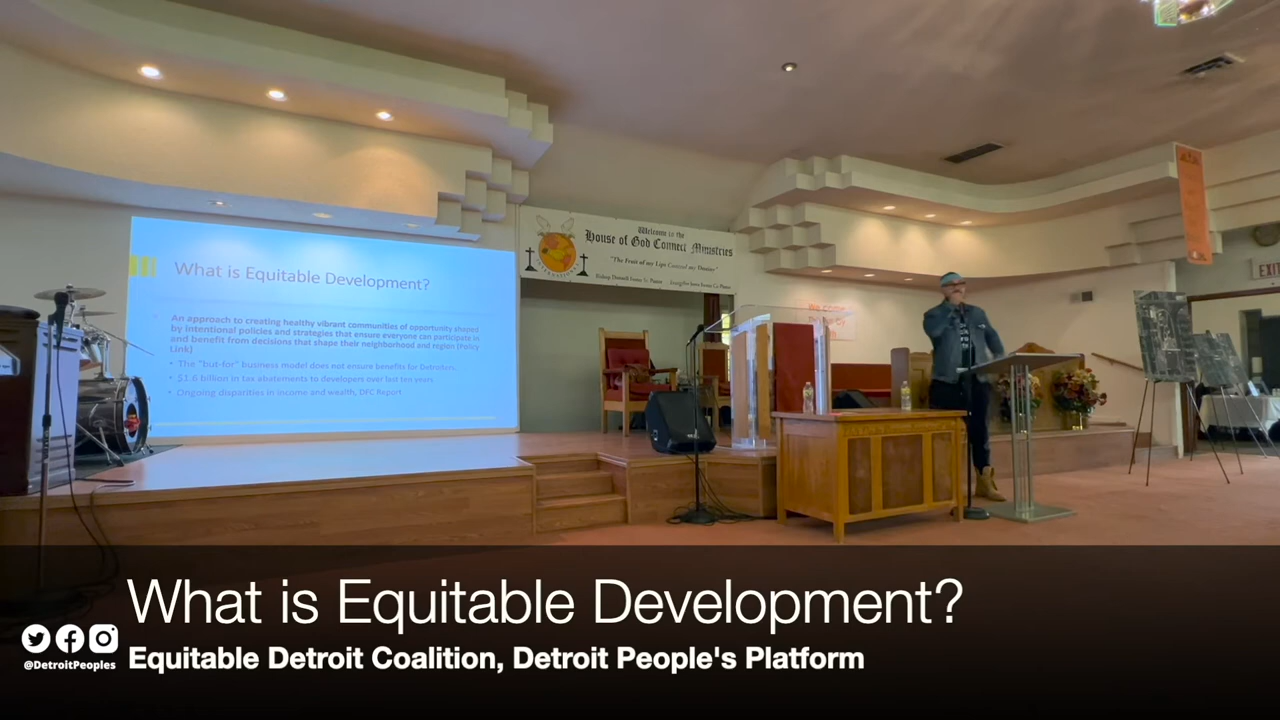 What is Equitable Development?
An approach to creating healthy vibrant communities of opportunity shaped
by intentional policies and strategies that ensure everyone can participate in
and benefit from decisions that shape their neighborhood and region (Policy
Link)
The "but-for" business model does not ensure benefits for Detroiters.
$1.6 billion in tax abatements to developers over last ten years
Ongoing disparities in income and wealth, DFC Report
Welcome to the
House of God Connect Ministries
"The Fruit of my Lips Control my Destiny"
EXIT
What is Equitable Development?
@DetroitPeoples
Equitable Detroit Coalition, Detroit People's Platform